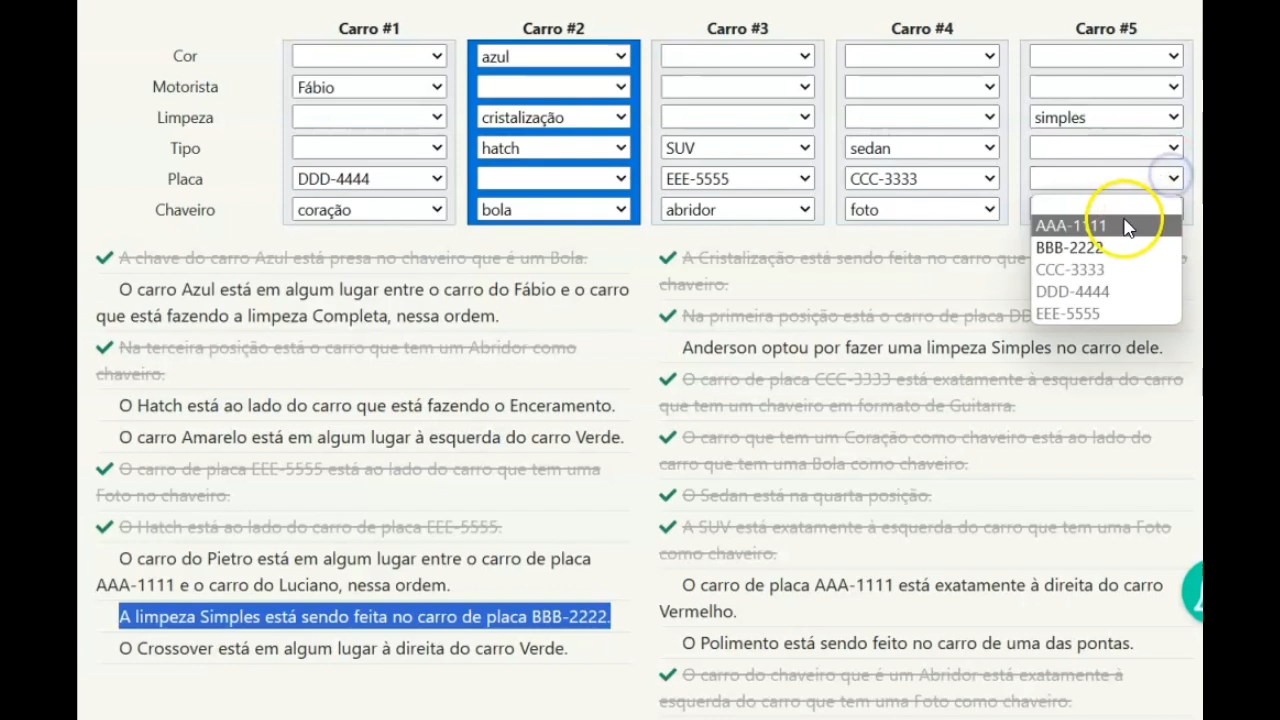 Carro #1 Carro #2 Carro #3 Carro #4 Carro #5
Cor azul
Motorista Fábio
Limpeza cristalização simples
Tipo hatch SUV sedan
Placa DDD-4444 EEE-5555 CCC-3333
Chaveiro coração bola abridor foto
AAA-1111
BBB-2222
CCC-3333
DDD-4444
EEE-5555
A chave do carro Azul está presa no chaveiro que é um Bola.
O carro Azul está em algum lugar entre o carro do Fábio e o carro
que está fazendo a limpeza Completa, nessa ordem.
Na terceira posição está o carro que tem um Abridor como
chaveiro.
O Hatch está ao lado do carro que está fazendo o Enceramento.
O carro Amarelo está em algum lugar à esquerda do carro Verde.
O carro de placa EEE-5555 está ao lado do carro que tem uma
Foto no chaveiro.
O Hatch está ao lado do carro de placa EEE-5555.
O carro do Pietro está em algum lugar entre o carro de placa
AAA-1111 e o carro do Luciano, nessa ordem.
A limpeza Simples está sendo feita no carro de placa BBB-2222.
O Crossover está em algum lugar à direita do carro Verde.
A Cristalização está sendo feita no carro que
chaveiro.
Na primeira posição está o carro de placa DD
Anderson optou por fazer uma limpeza Simples no carro dele.
O carro de placa CCC-3333 está exatamente à esquerda do carro
que tem um chaveiro em formato de Guitarra.
O carro que tem um Coração como chaveiro está ao lado do
carro que tem uma Bola como chaveiro.
O Sedan está na quarta posição.
A SUV está exatamente à esquerda do carro que tem uma Foto
como chaveiro.
O carro de placa AAA-1111 está exatamente à direita do carro
Vermelho.
O Polimento está sendo feito no carro de uma das pontas.
O carro do chaveiro que é um Abridor está exatamente à
esquerda do carro que tem uma Foto como chaveiro.